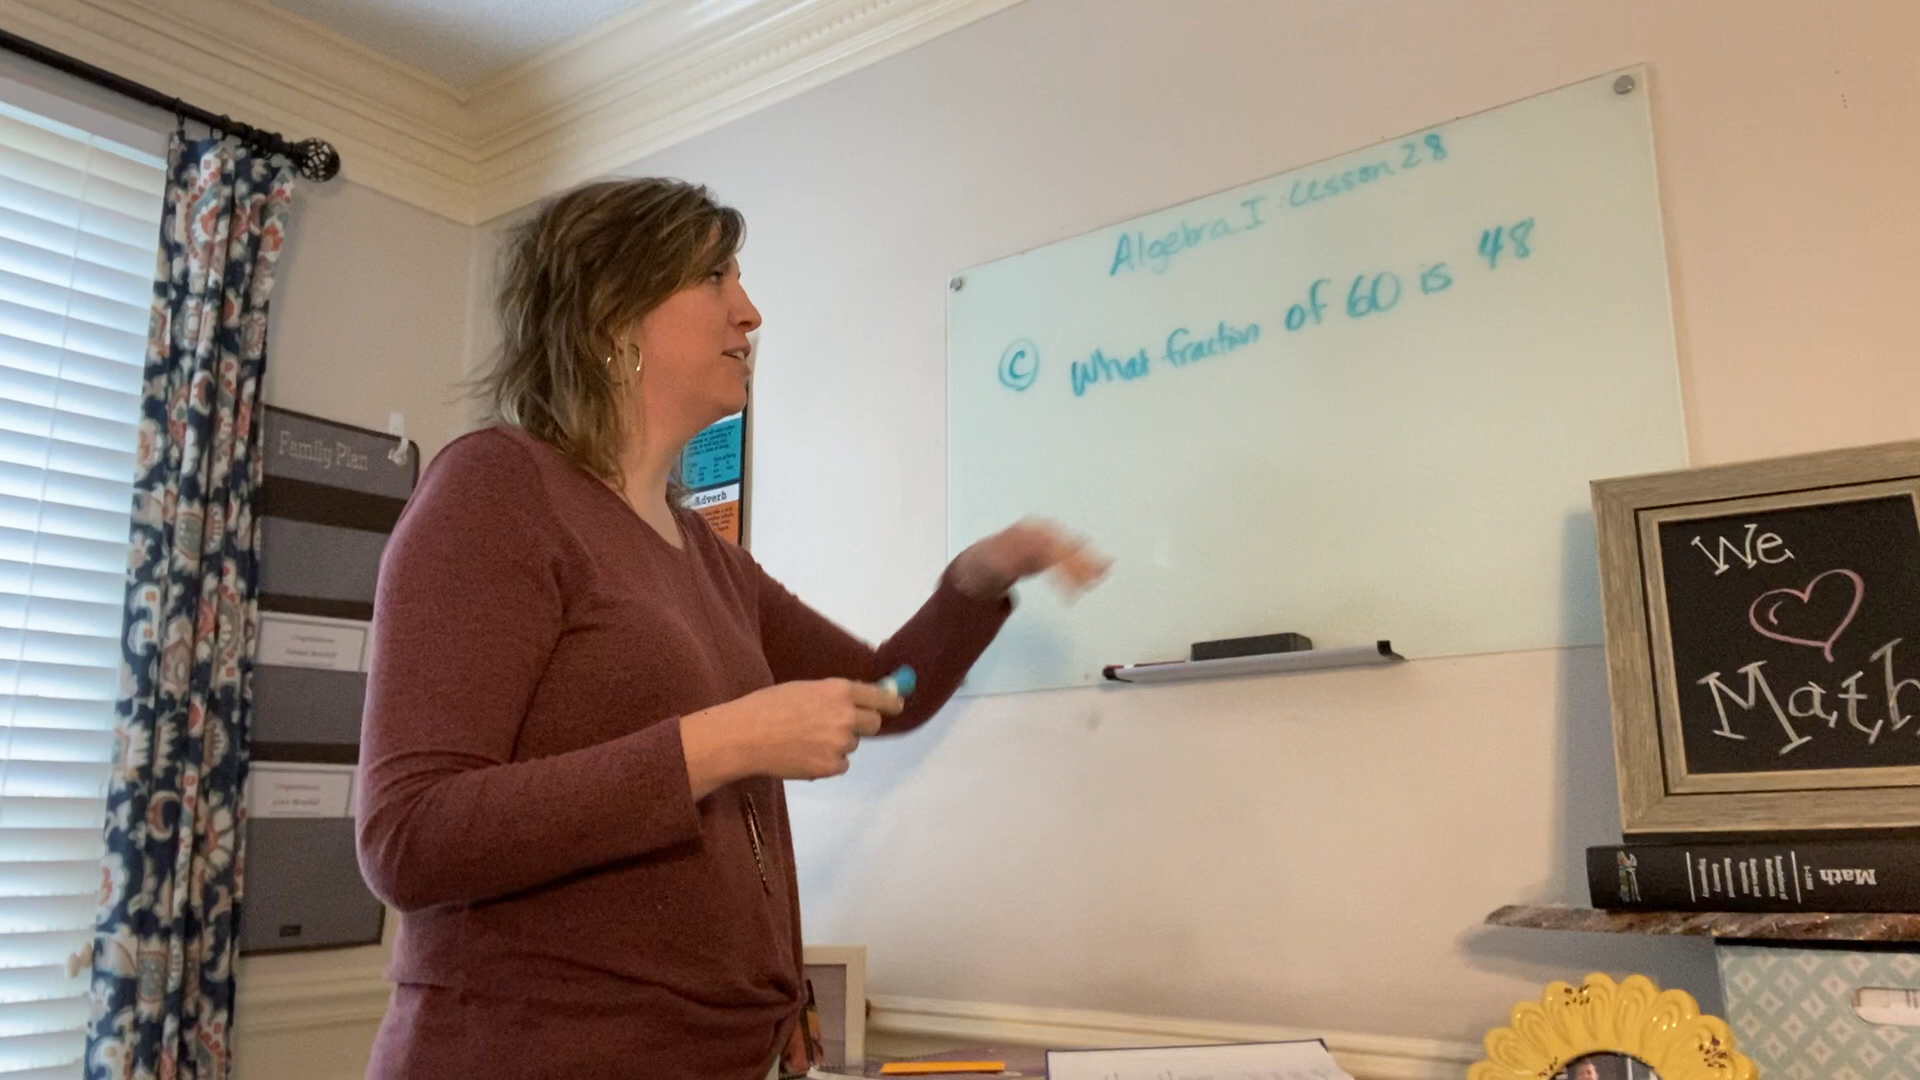 Algebra I: Lesson 28
C What fraction of 60 is 48
Family Plan
Adverb
We
Math
Math